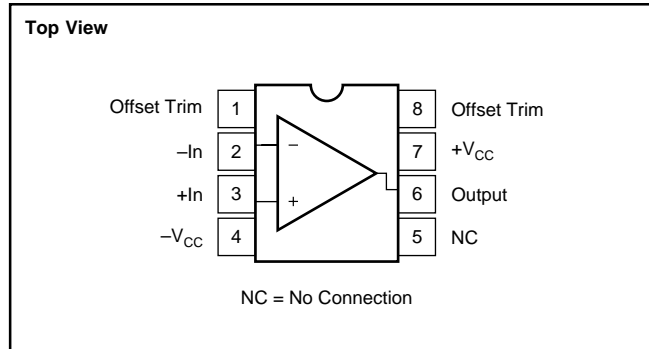 Top View
Offset Trim 1 8 Offset Trim
–In 2 – 7 +VCC
+In 3 + 6 Output
–VCC 4 5 NC
NC = No Connection